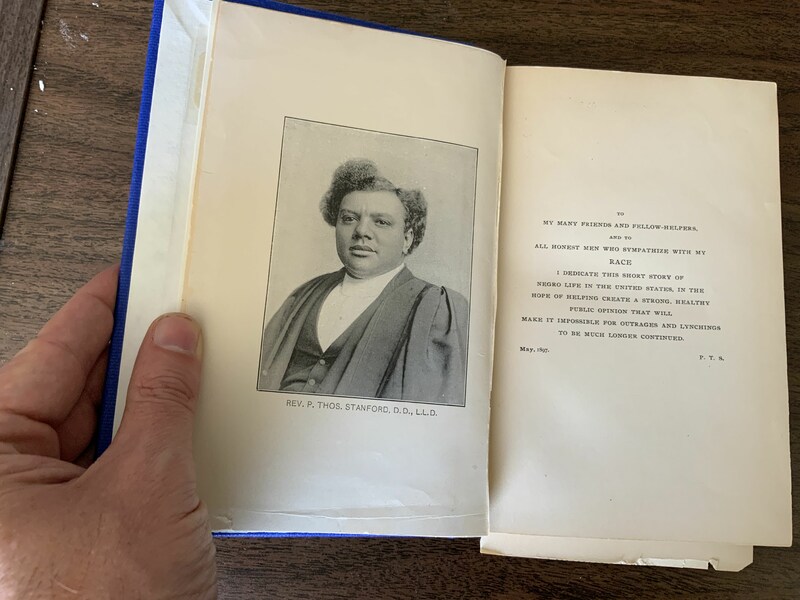 REV. P. THOS. STANFORD, D.D., L.L.D.
TO
MY MANY FRIENDS AND FELLOW-HELPERS,
AND TO
ALL HONEST MEN WHO SYMPATHIZE WITH MY
RACE
I DEDICATE THIS SHORT STORY OF
NEGRO LIFE IN THE UNITED STATES, IN THE
HOPE OF HELPING CREATE A STRONG, HEALTHY
PUBLIC OPINION THAT WILL
MAKE IT IMPOSSIBLE FOR OUTRAGES AND LYNCHINGS
TO BE MUCH LONGER CONTINUED.
May, 1897.
P. T. S.